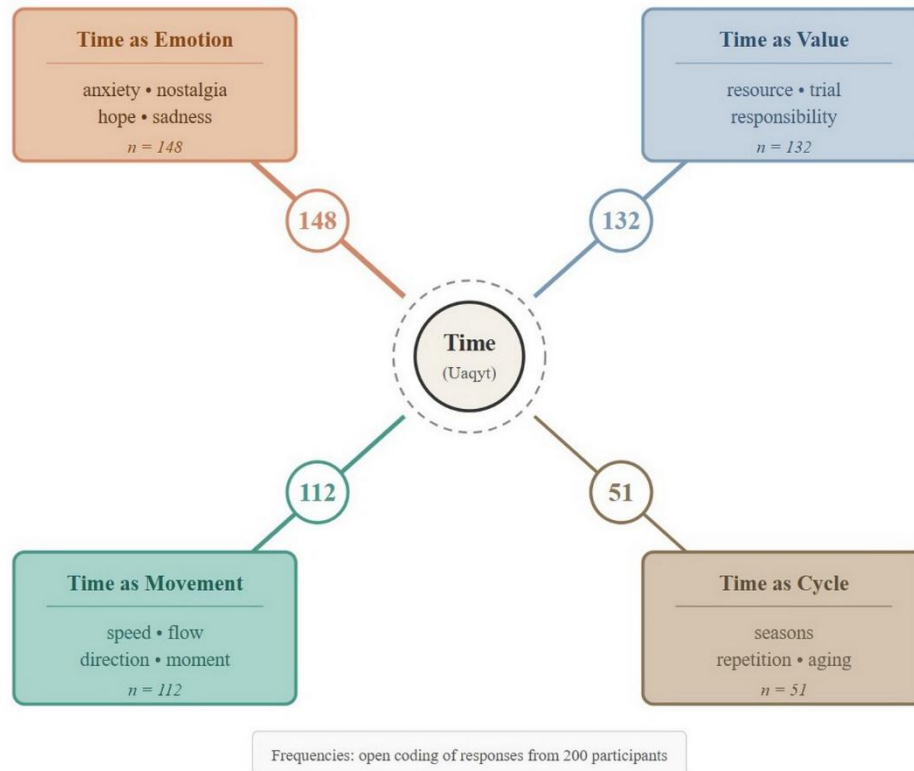 Time as Emotion
anxiety • nostalgia
hope • sadness
n = 148
Time as Value
resource • trial
responsibility
n = 132
148
132
Time
(Uaqyt)
112
51
Time as Movement
speed • flow
direction • moment
n = 112
Time as Cycle
seasons
repetition • aging
n = 51
Frequencies: open coding of responses from 200 participants